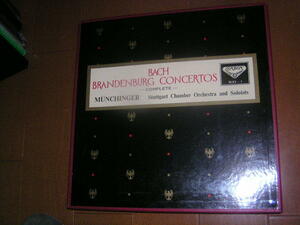 BACH
BRANDENBURG CONCERTOS
COMPLETE
MÜNCHINGER: Stuttgart Chamber Orchestra and Soloists